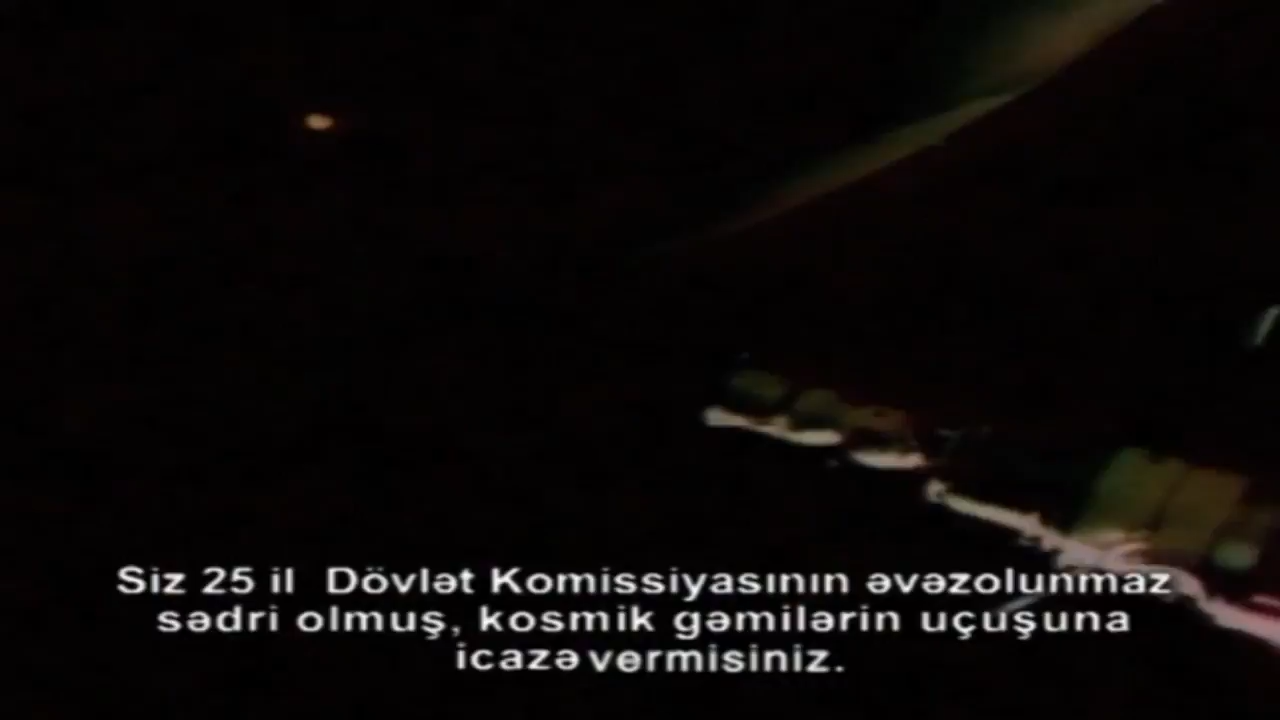 Siz 25 il Dövlət Komissiyasının əvəzolunmaz
sədri olmuş, kosmik gəmilərin uçuşuna
icazə vermisiniz.